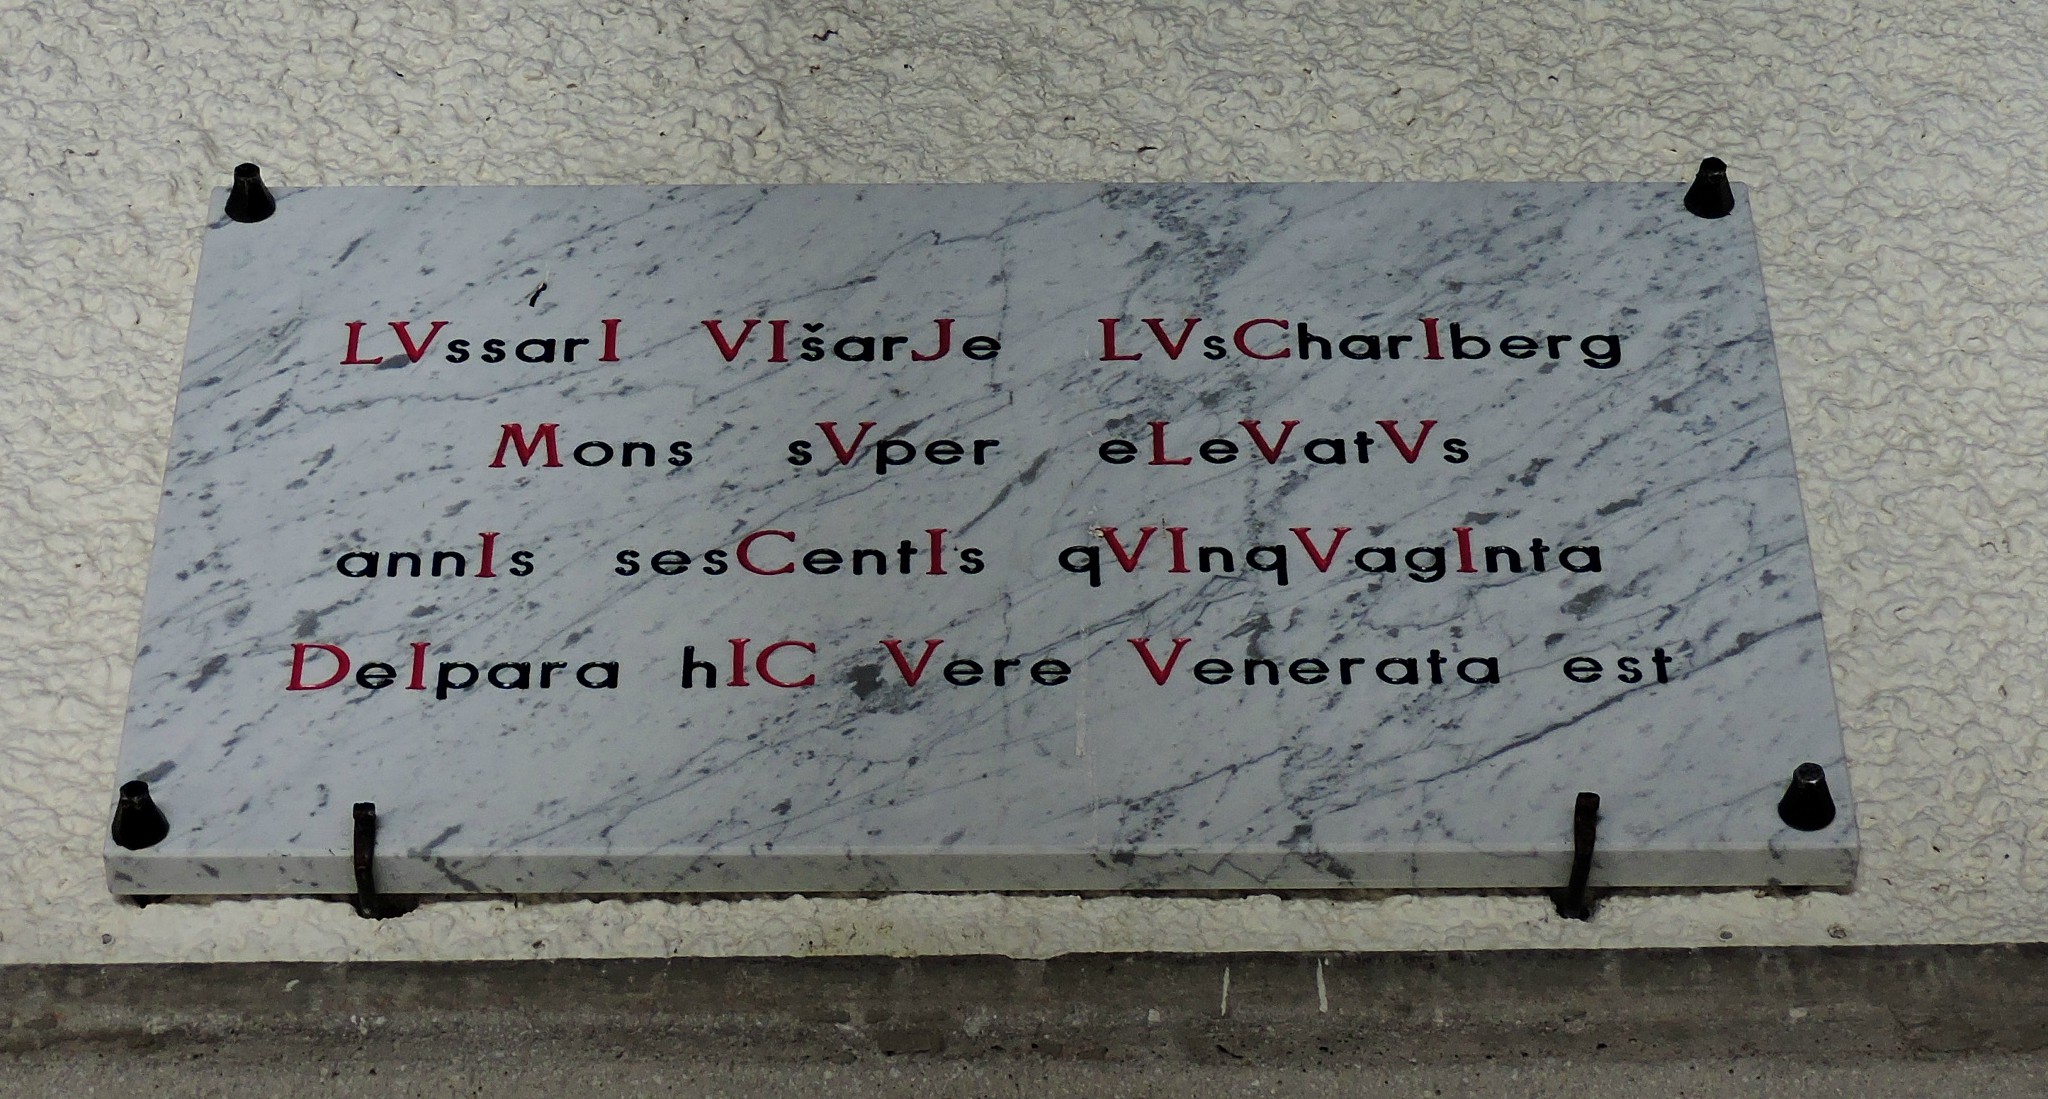 LVssarI VIšarJe LVsCharIberg
Mons sVper eLeVatVs
annIs sesCentIs qVInqVagInta
DeIpara hIC Vere Venerata est